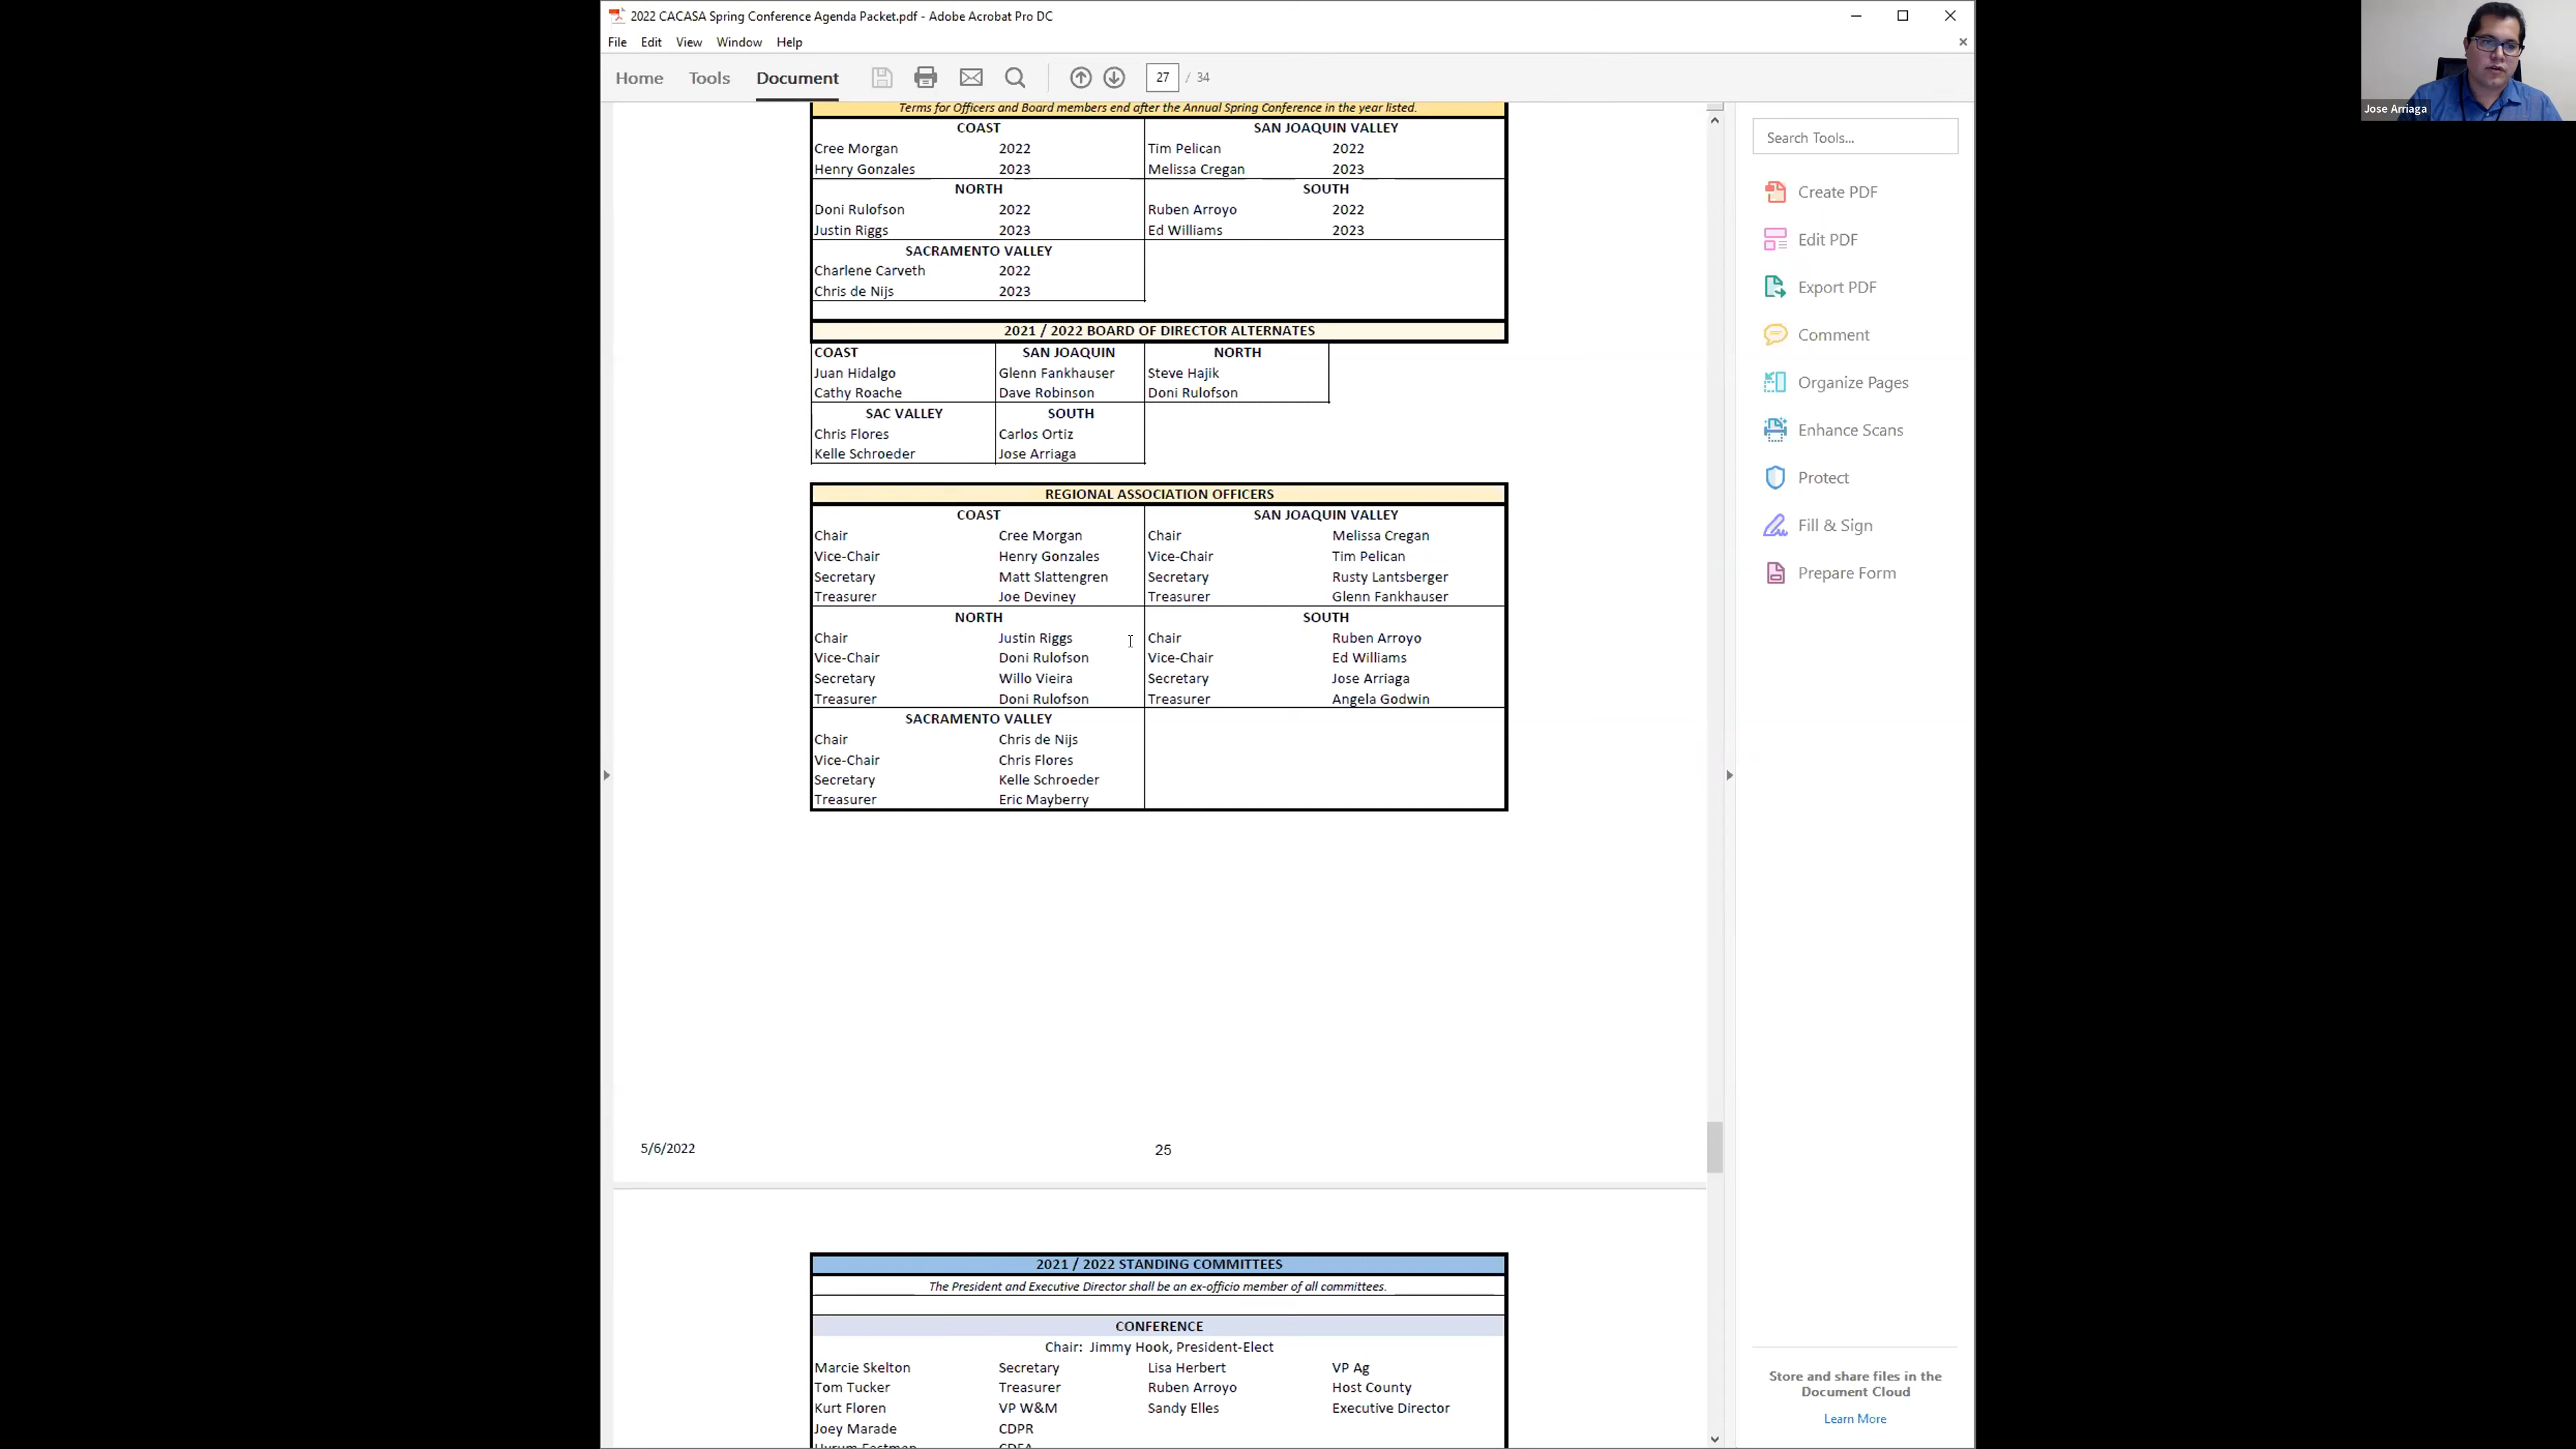 2022 CACASA Spring Conference Agenda Packet.pdf - Adobe Acrobat Pro DC
File Edit View Window Help
Home Tools Document 27 / 34
Jose Arriaga
Terms for Officers and Board members end after the Annual Spring Conference in the year listed.
COAST SAN JOAQUIN VALLEY
Cree Morgan 2022 Tim Pelican 2022
Henry Gonzales 2023 Melissa Cregan 2023
NORTH SOUTH
Doni Rulofson 2022 Ruben Arroyo 2022
Justin Riggs 2023 Ed Williams 2023
SACRAMENTO VALLEY
Charlene Carveth 2022
Chris de Nijs 2023
2021 / 2022 BOARD OF DIRECTOR ALTERNATES
COAST SAN JOAQUIN NORTH
Juan Hidalgo Glenn Fankhauser Steve Hajik
Cathy Roache Dave Robinson Doni Rulofson
SAC VALLEY SOUTH
Chris Flores Carlos Ortiz
Kelle Schroeder Jose Arriaga
REGIONAL ASSOCIATION OFFICERS
COAST SAN JOAQUIN VALLEY
Chair Cree Morgan Chair Melissa Cregan
Vice-Chair Henry Gonzales Vice-Chair Tim Pelican
Secretary Matt Slattengren Secretary Rusty Lantsberger
Treasurer Joe Deviney Treasurer Glenn Fankhauser
NORTH SOUTH
Chair Justin Riggs Chair Ruben Arroyo
Vice-Chair Doni Rulofson Vice-Chair Ed Williams
Secretary Willo Vieira Secretary Jose Arriaga
Treasurer Doni Rulofson Treasurer Angela Godwin
SACRAMENTO VALLEY
Chair Chris de Nijs
Vice-Chair Chris Flores
Secretary Kelle Schroeder
Treasurer Eric Mayberry
5/6/2022 25
2021 / 2022 STANDING COMMITTEES
The President and Executive Director shall be an ex-officio member of all committees.
CONFERENCE
Chair: Jimmy Hook, President-Elect
Marcie Skelton Secretary Lisa Herbert VP Ag
Tom Tucker Treasurer Ruben Arroyo Host County
Kurt Floren VP W&M Sandy Elles Executive Director
Joey Marade CDPR
Search Tools...
Create PDF
Edit PDF
Export PDF
Comment
Organize Pages
Enhance Scans
Protect
Fill & Sign
Prepare Form
Store and share files in the
Document Cloud
Learn More